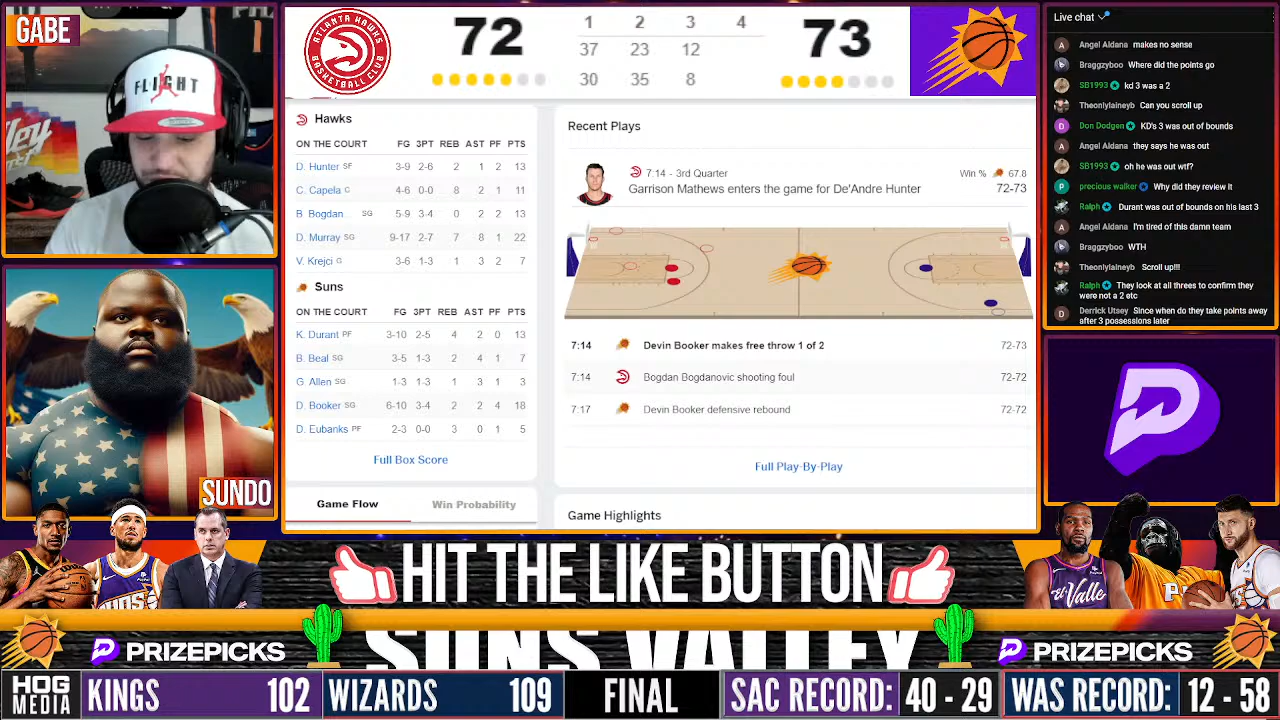 GABE
FLIGHT
ATLANTA HAWKS
BASKETBALL CLUB
72
1 2 3 4
37 23 12
30 35 8
73
Hawks
ON THE COURT FG 3PT REB AST PF PTS
D. Hunter SF 3-9 2-6 2 1 2 13
C. Capela C 4-6 0-0 8 2 1 11
B. Bogdan SG 5-9 3-4 0 2 2 13
D. Murray SG 9-17 2-7 7 8 1 22
V. Krejci G 3-6 1-3 1 3 2 7
Suns
ON THE COURT FG 3PT REB AST PF PTS
K. Durant PF 3-10 2-5 4 2 0 13
B. Beal SG 3-5 1-3 2 4 1 7
G. Allen SG 1-3 1-3 1 3 1 3
D. Booker SG 6-10 3-4 2 2 4 18
D. Eubanks PF 2-3 0-0 3 0 1 5
Full Box Score
Game Flow Win Probability
Recent Plays
7:14 - 3rd Quarter Win % 67.8
Garrison Mathews enters the game for De'Andre Hunter 72-73
7:14 Devin Booker makes free throw 1 of 2 72-73
7:14 Bogdan Bogdanovic shooting foul 72-72
7:17 Devin Booker defensive rebound 72-72
Full Play-By-Play
Game Highlights
Live chat
Angel Aldana makes no sense
Braggzyboo Where did the points go
SB1993 kd 3 was a 2
Theonlylaineyb Can you scroll up
Don Dodgen KD's 3 was out of bounds
Angel Aldana they says he was out
SB1993 oh he was out wtf?
precious walker Why did they review it
Ralph Durant was out of bounds on his last 3
Angel Aldana I'm tired of this damn team
Braggzyboo WTH
Theonlylaineyb Scroll up!!!
Ralph They look at all threes to confirm they
were not a 2 etc
Derrick Utsey Since when do they take points away
after 3 possessions later
SUNDO
HIT THE LIKE BUTTON
SUNS VALLEY
PRIZEPICKS
PRIZEPICKS
HOG
MEDIA
KINGS 102 WIZARDS 109 FINAL SAC RECORD: 40 - 29 WAS RECORD: 12 - 58